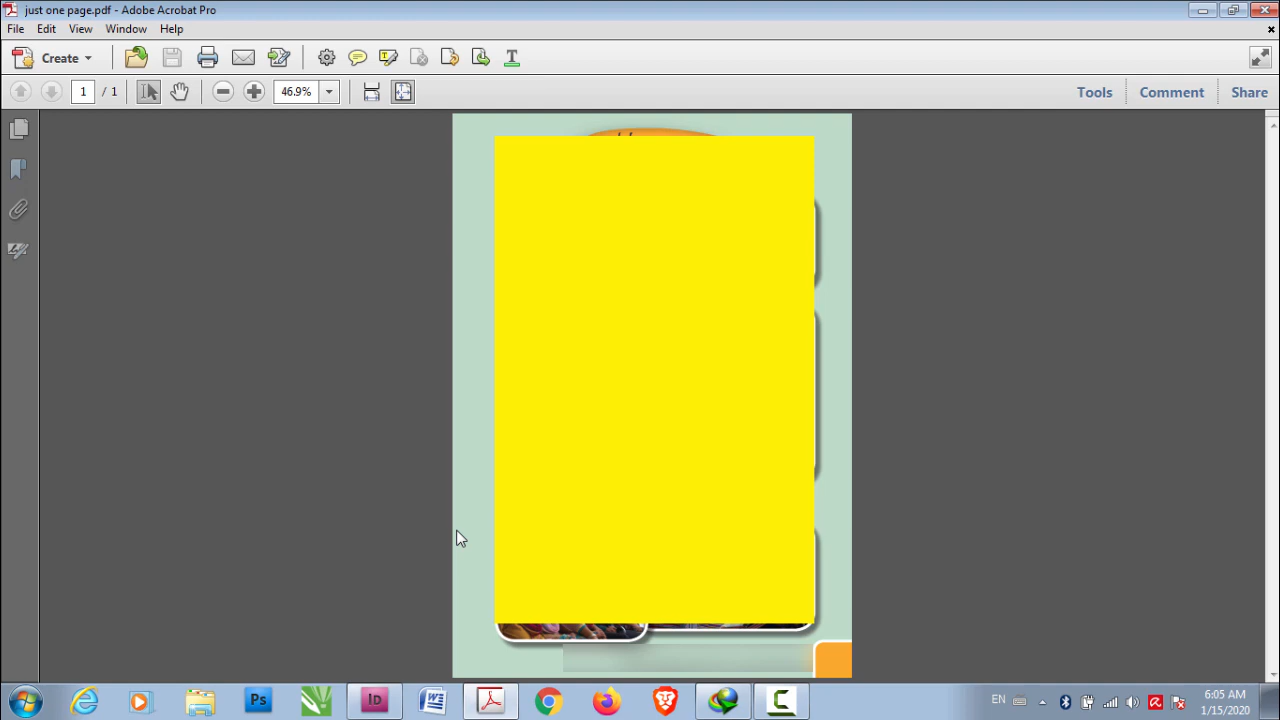 just one page.pdf - Adobe Acrobat Pro
File Edit View Window Help
Create
1 / 1 46.9% Tools Comment Share
EN 6:05 AM
1/15/2020